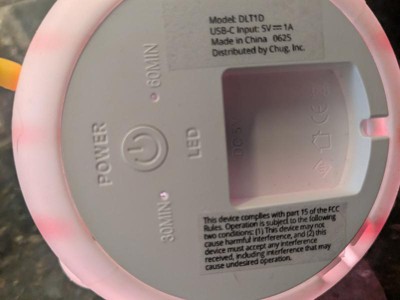 Model: DLT1D
USB-C Input: 5V⎓1A
Made in China 0625
Distributed by Chug, Inc.
60MIN
POWER
LED
30MIN
This device complies with part 15 of the FCC
Rules. Operation is subject to the following
two conditions: (1) This device may not
cause harmful interference, and (2) this
device must accept any interference
received, including interference that may
cause undesired operation.